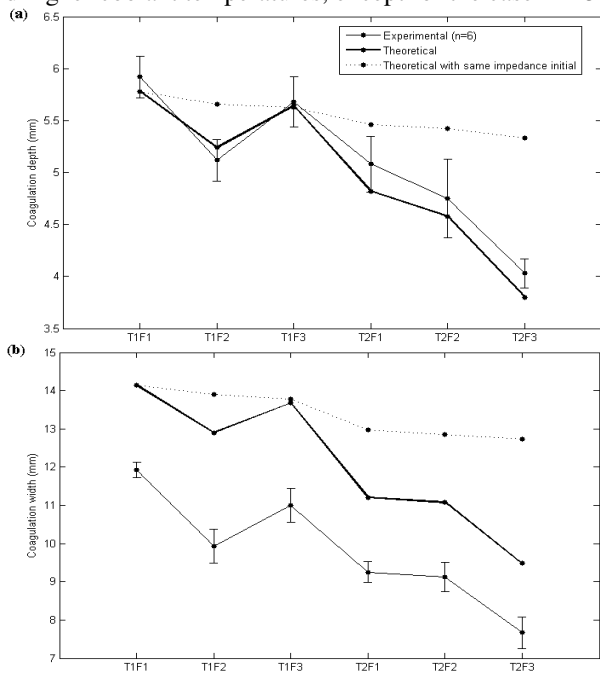 (a)
6.5
6
5.5
5
4.5
4
3.5
Coagulation depth (mm)
Experimental (n=6)
Theoretical
Theoretical with same impedance initial
T1F1 T1F2 T1F3 T2F1 T2F2 T2F3
(b)
15
14
13
12
11
10
9
8
7
Coagulation width (mm)
T1F1 T1F2 T1F3 T2F1 T2F2 T2F3